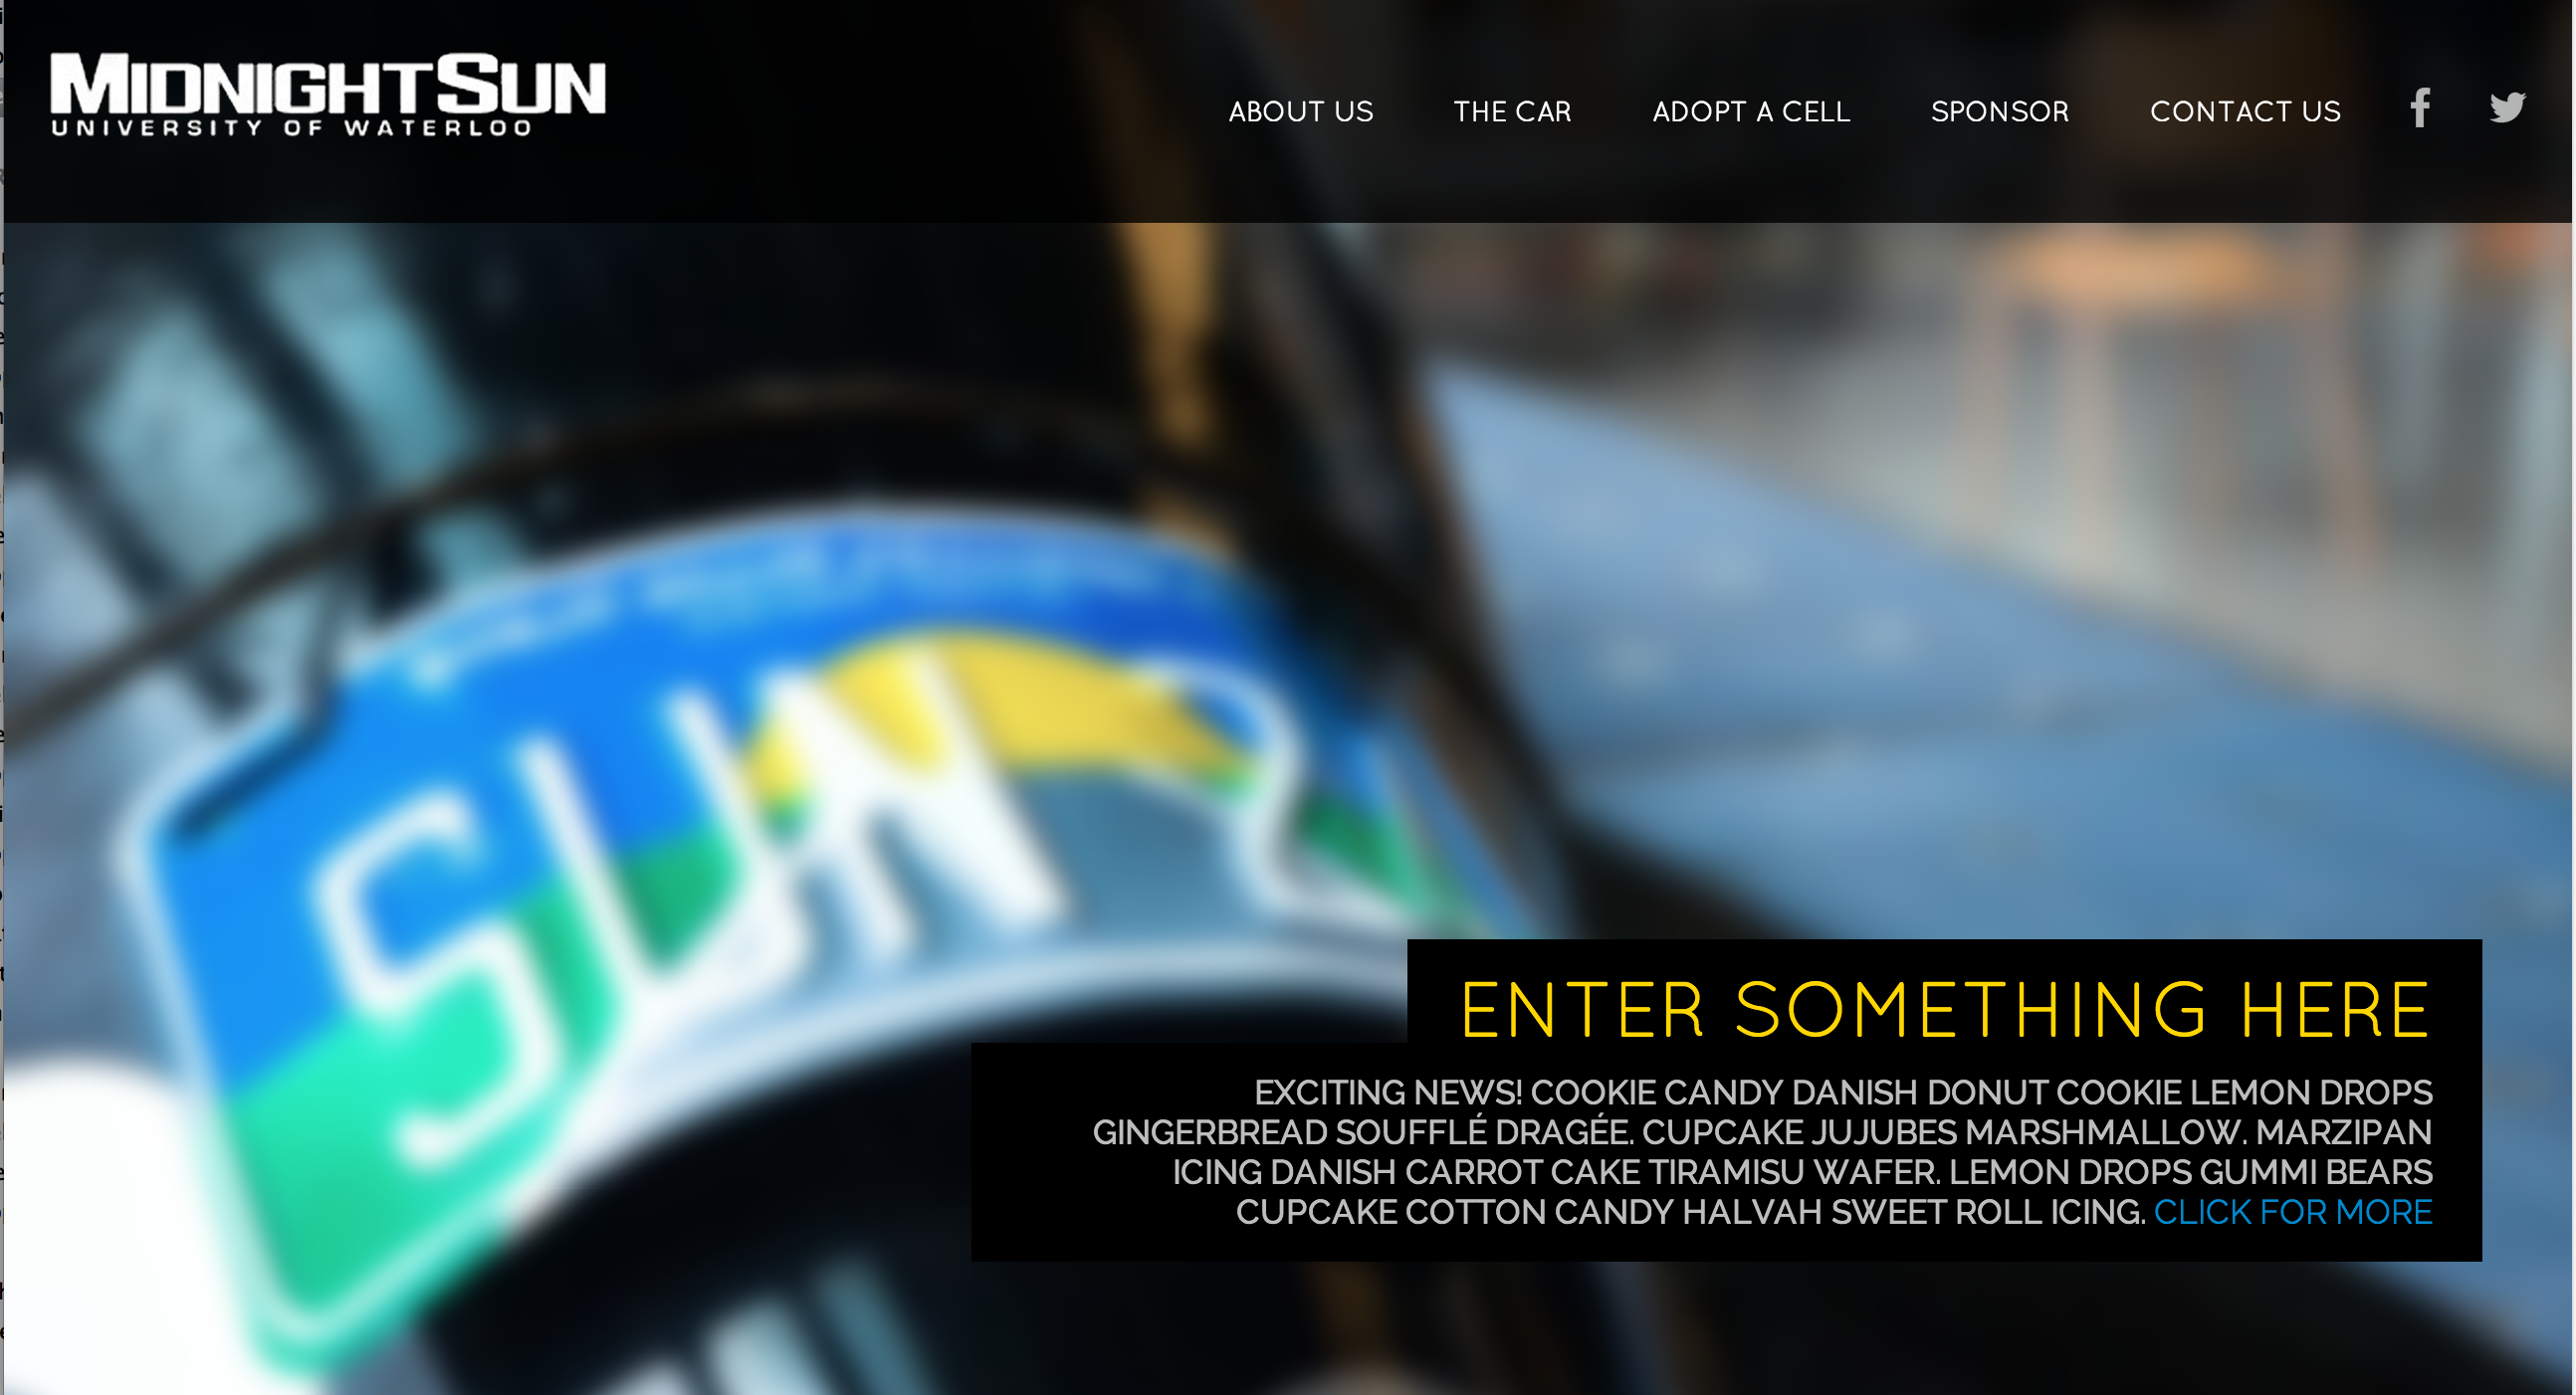 MIDNIGHTSUN
UNIVERSITY OF WATERLOO
ABOUT US
THE CAR
ADOPT A CELL
SPONSOR
CONTACT US
SUN
ENTER SOMETHING HERE
EXCITING NEWS! COOKIE CANDY DANISH DONUT COOKIE LEMON DROPS
GINGERBREAD SOUFFLÉ DRAGÉE. CUPCAKE JUJUBES MARSHMALLOW. MARZIPAN
ICING DANISH CARROT CAKE TIRAMISU WAFER. LEMON DROPS GUMMI BEARS
CUPCAKE COTTON CANDY HALVAH SWEET ROLL ICING. CLICK FOR MORE